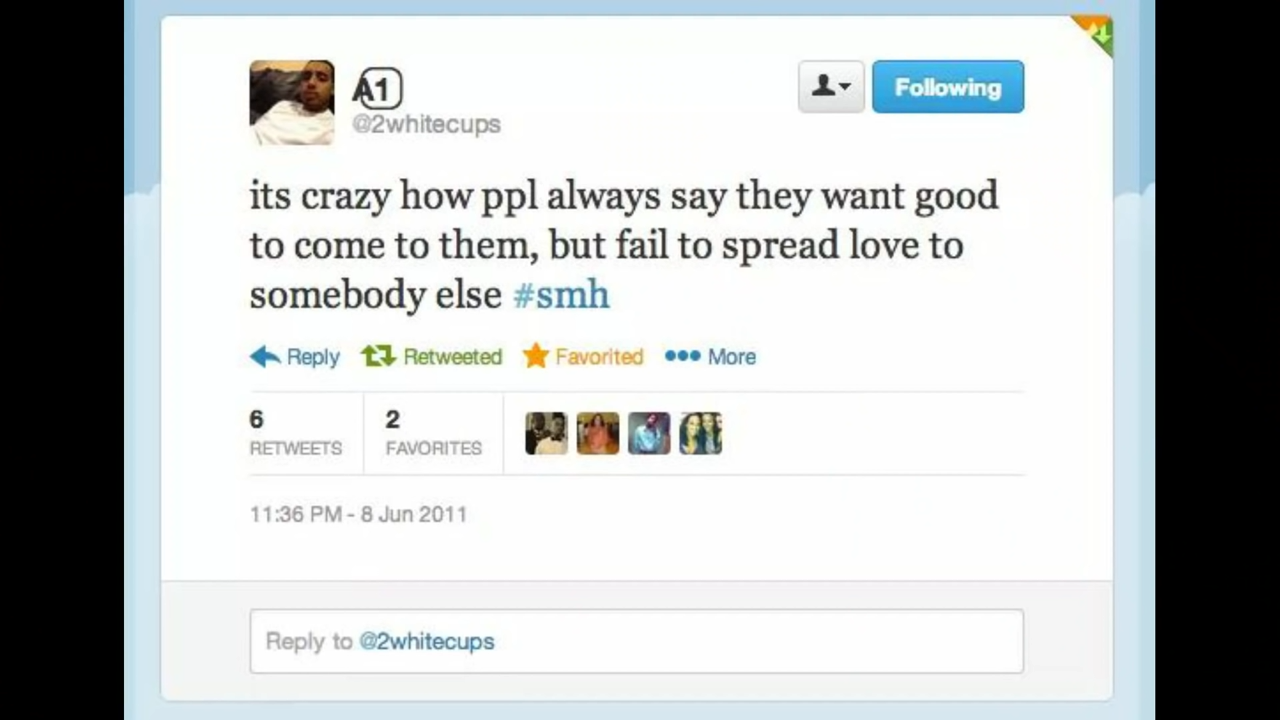 A1
@2whitecups
Following
its crazy how ppl always say they want good
to come to them, but fail to spread love to
somebody else #smh
Reply Retweeted Favorited More
6 2
RETWEETS FAVORITES
11:36 PM - 8 Jun 2011
Reply to @2whitecups